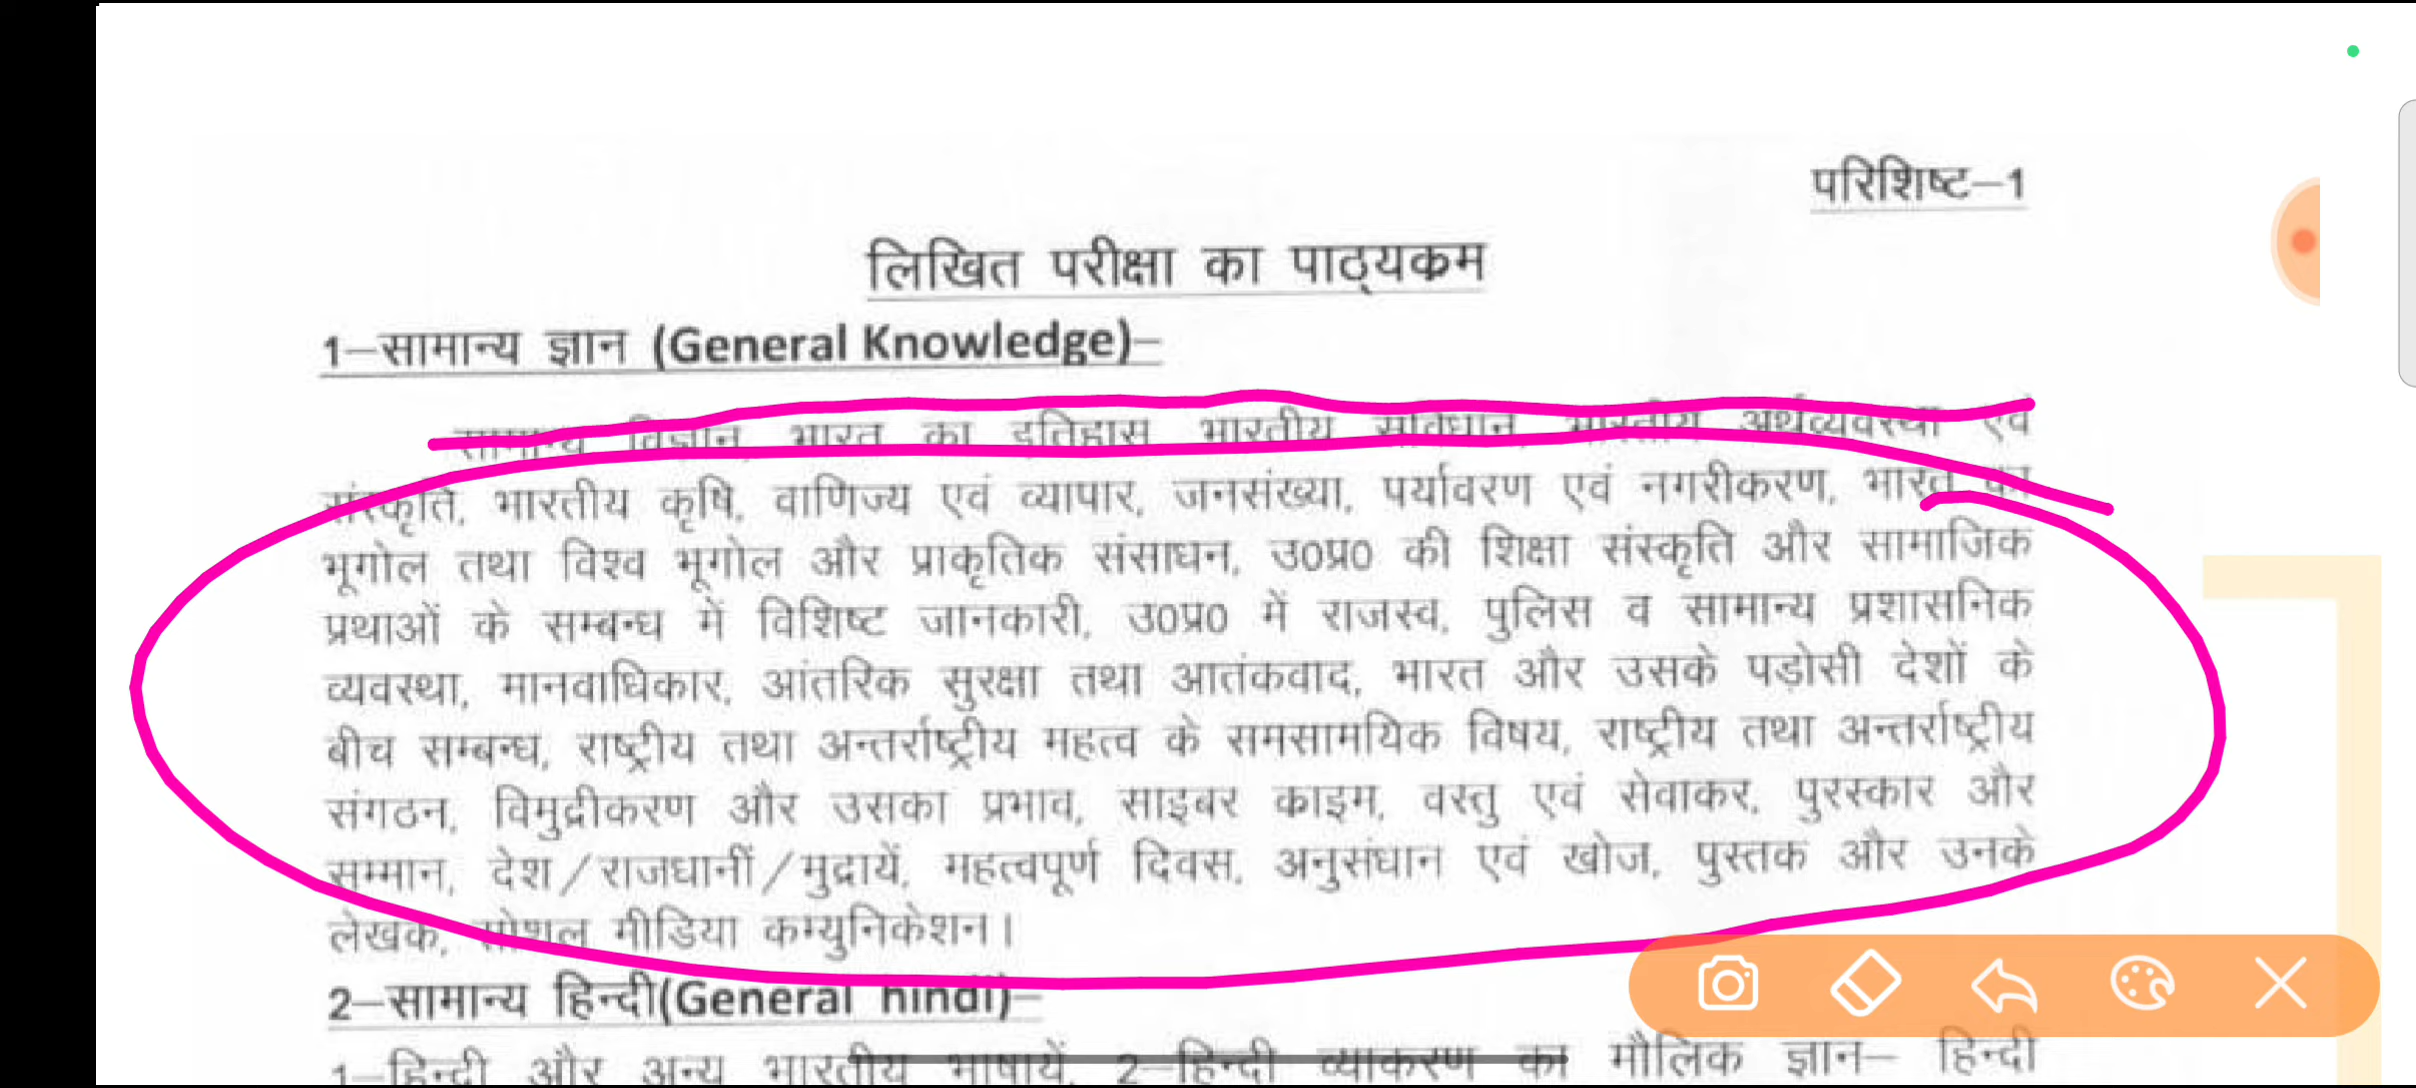 परिशिष्ट–1
लिखित परीक्षा का पाठ्यकम
1–सामान्य ज्ञान (General Knowledge)–
सामान्य विज्ञान, भारत का इतिहास भारतीय संविधान भारतीय अर्थव्यवस्था एवं
संस्कृति, भारतीय कृषि, वाणिज्य एवं व्यापार, जनसंख्या, पर्यावरण एवं नगरीकरण, भारत का
भूगोल तथा विश्व भूगोल और प्राकृतिक संसाधन, उ0प्र0 की शिक्षा संस्कृति और सामाजिक
प्रथाओं के सम्बन्ध में विशिष्ट जानकारी, उ0प्र0 में राजस्व, पुलिस व सामान्य प्रशासनिक
व्यवस्था, मानवाधिकार, आंतरिक सुरक्षा तथा आतंकवाद, भारत और उसके पड़ोसी देशों के
बीच सम्बन्ध, राष्ट्रीय तथा अन्तर्राष्ट्रीय महत्व के समसामयिक विषय, राष्ट्रीय तथा अन्तर्राष्ट्रीय
संगठन, विमुद्रीकरण और उसका प्रभाव, साइबर काइम, वस्तु एवं सेवाकर, पुरस्कार और
सम्मान, देश/राजधानीं/मुद्रायें, महत्वपूर्ण दिवस, अनुसंधान एवं खोज, पुस्तक और उनके
लेखक, सोशल मीडिया कम्युनिकेशन।
2–सामान्य हिन्दी(General hindi)–
1–हिन्दी और अन्य भारतीय भाषायें, 2–हिन्दी व्याकरण का मौलिक ज्ञान– हिन्दी